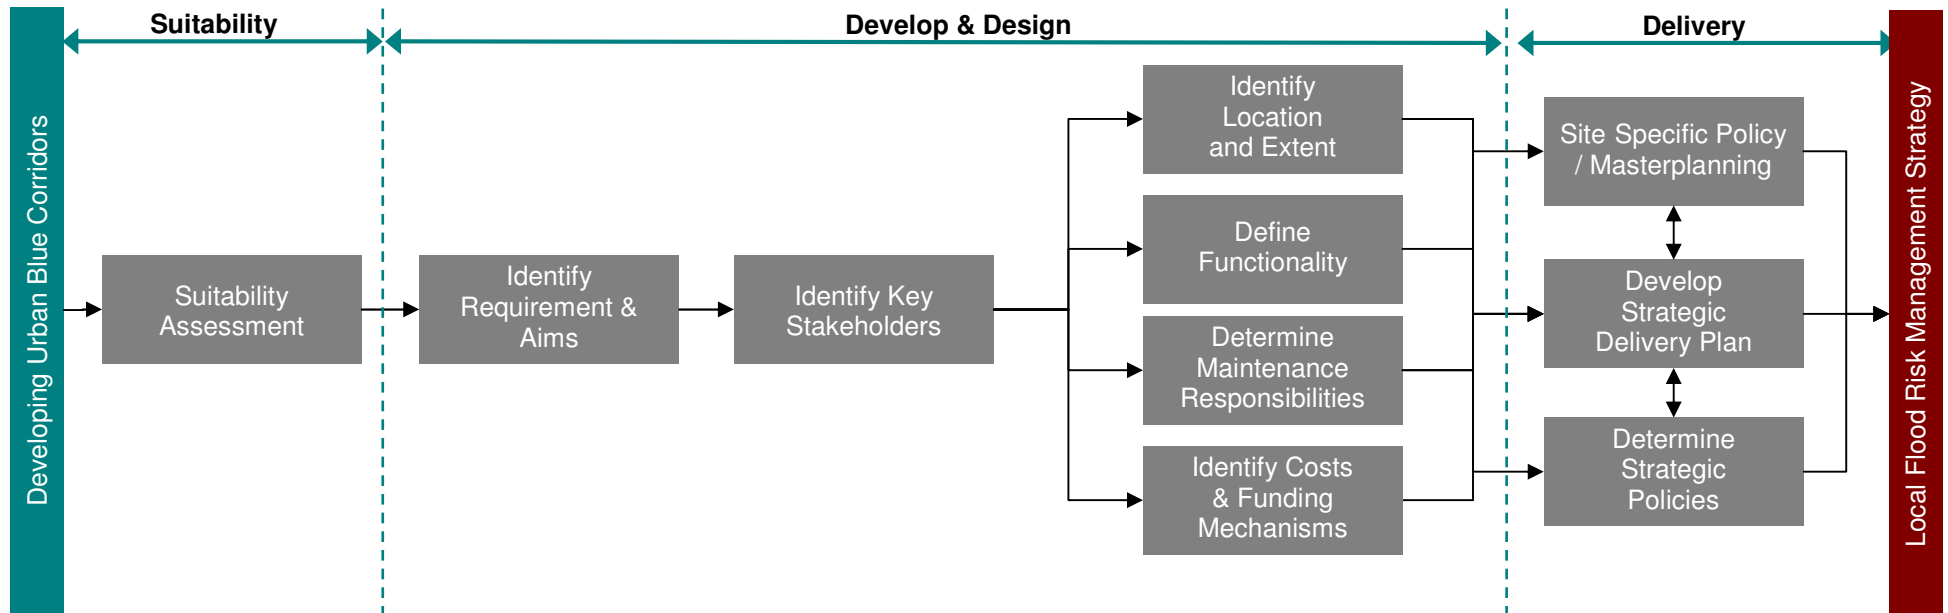 Suitability
Develop & Design
Delivery
Developing Urban Blue Corridors
Suitability
Assessment
Identify
Requirement &
Aims
Identify Key
Stakeholders
Identify
Location
and Extent
Define
Functionality
Determine
Maintenance
Responsibilities
Identify Costs
& Funding
Mechanisms
Site Specific Policy
/ Masterplanning
Develop
Strategic
Delivery Plan
Determine
Strategic
Policies
Local Flood Risk Management Strategy